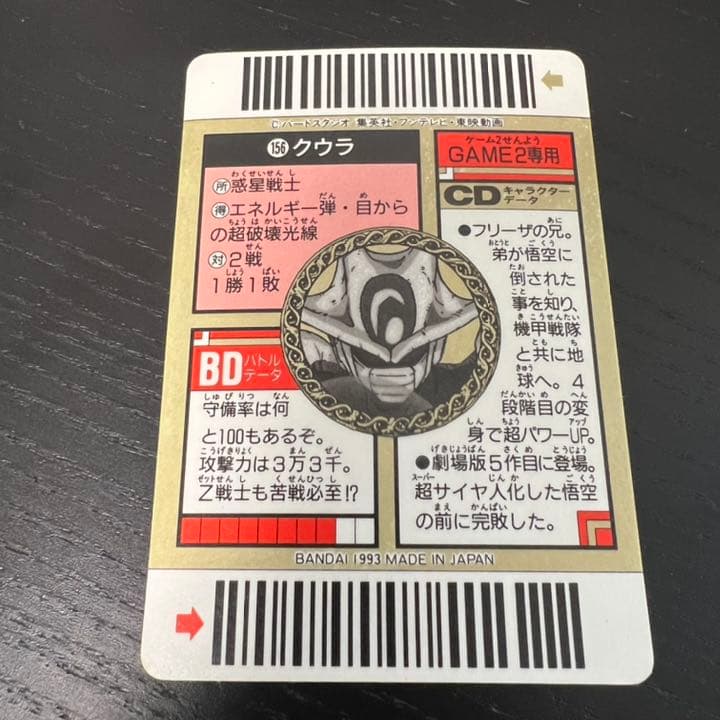 ©バードスタジオ 集英社・フジテレビ・東映動画
156 クウラ
所惑星戦士
得エネルギー弾・目から
の超破壊光線
対2戦
1勝1敗
BD バトル
データ
守備率は何
と100もあるぞ。
攻撃力は3万3千。
Z戦士も苦戦必至!?
GAME2専用
CD キャラクター
データ
●フリーザの兄。
弟が悟空に
倒された
事を知り、
機甲戦隊
と共に地
球へ。4
段階目の変
身で超パワーUP。
●劇場版5作目に登場。
超サイヤ人化した悟空
の前に完敗した。
BANDAI 1993 MADE IN JAPAN